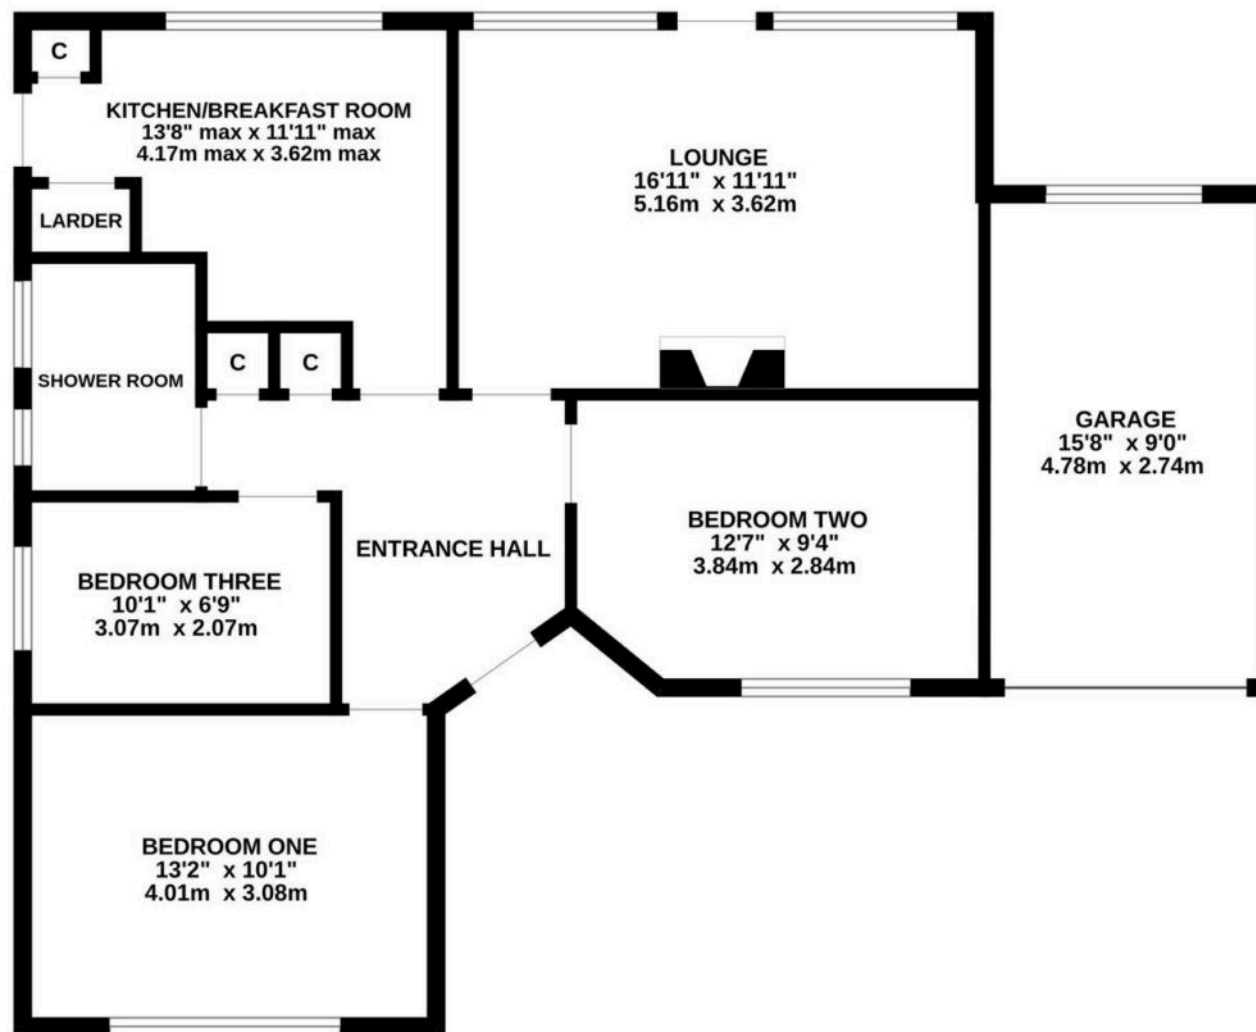 C
KITCHEN/BREAKFAST ROOM
13'8" max x 11'11" max
4.17m max x 3.62m max
LOUNGE
16'11" x 11'11"
5.16m x 3.62m
LARDER
C
C
SHOWER ROOM
GARAGE
15'8" x 9'0"
4.78m x 2.74m
BEDROOM TWO
12'7" x 9'4"
3.84m x 2.84m
ENTRANCE HALL
BEDROOM THREE
10'1" x 6'9"
3.07m x 2.07m
BEDROOM ONE
13'2" x 10'1"
4.01m x 3.08m